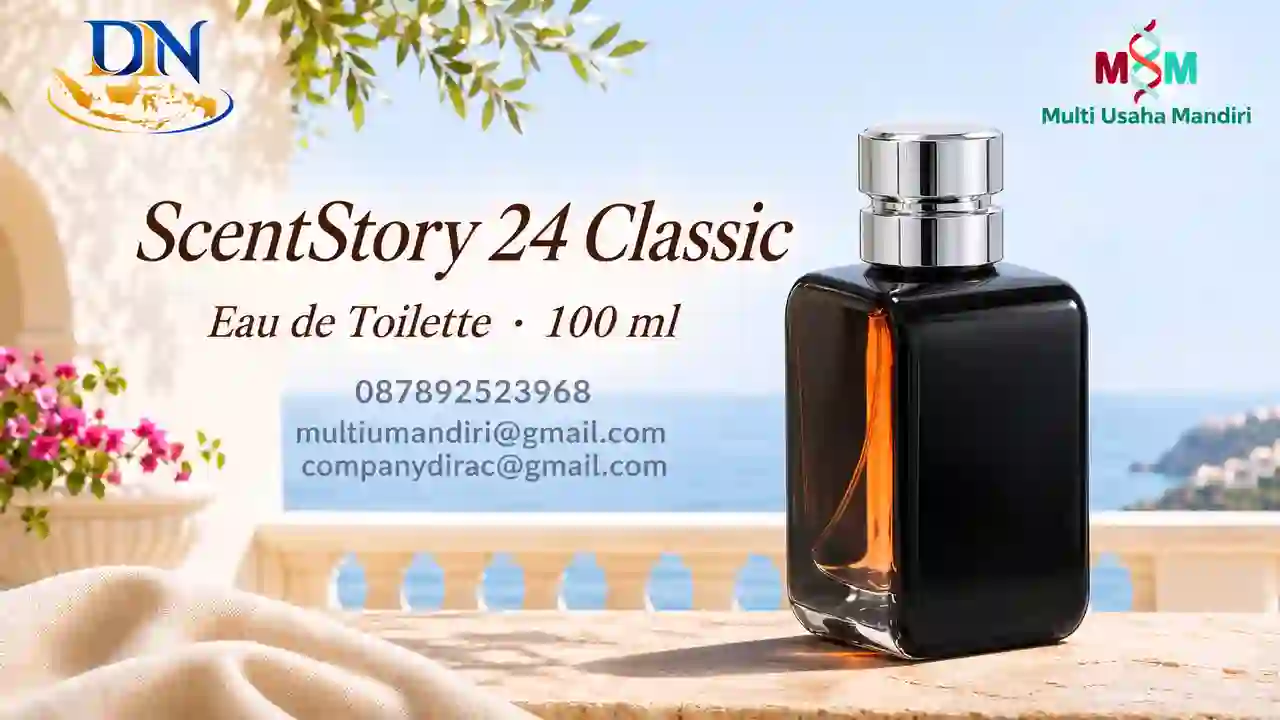 DIN
MSM
Multi Usaha Mandiri
ScentStory 24 Classic
Eau de Toilette · 100 ml
087892523968
multiumandiri@gmail.com
companydirac@gmail.com